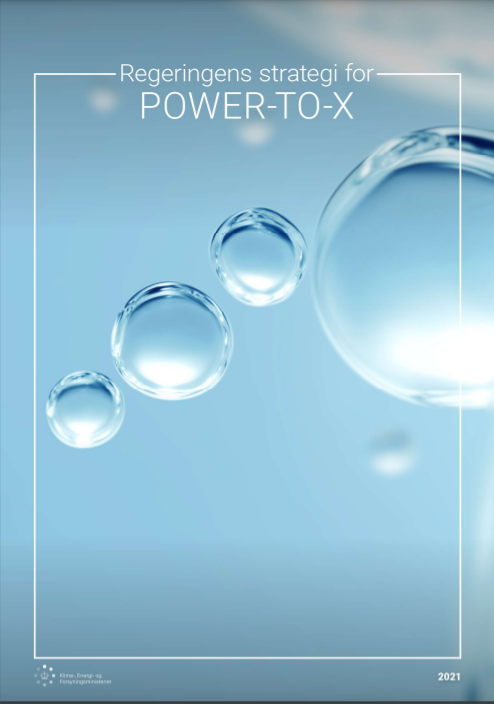 Regeringens strategi for
POWER-TO-X
Klima-, Energi- og
Forsyningsministeriet
2021